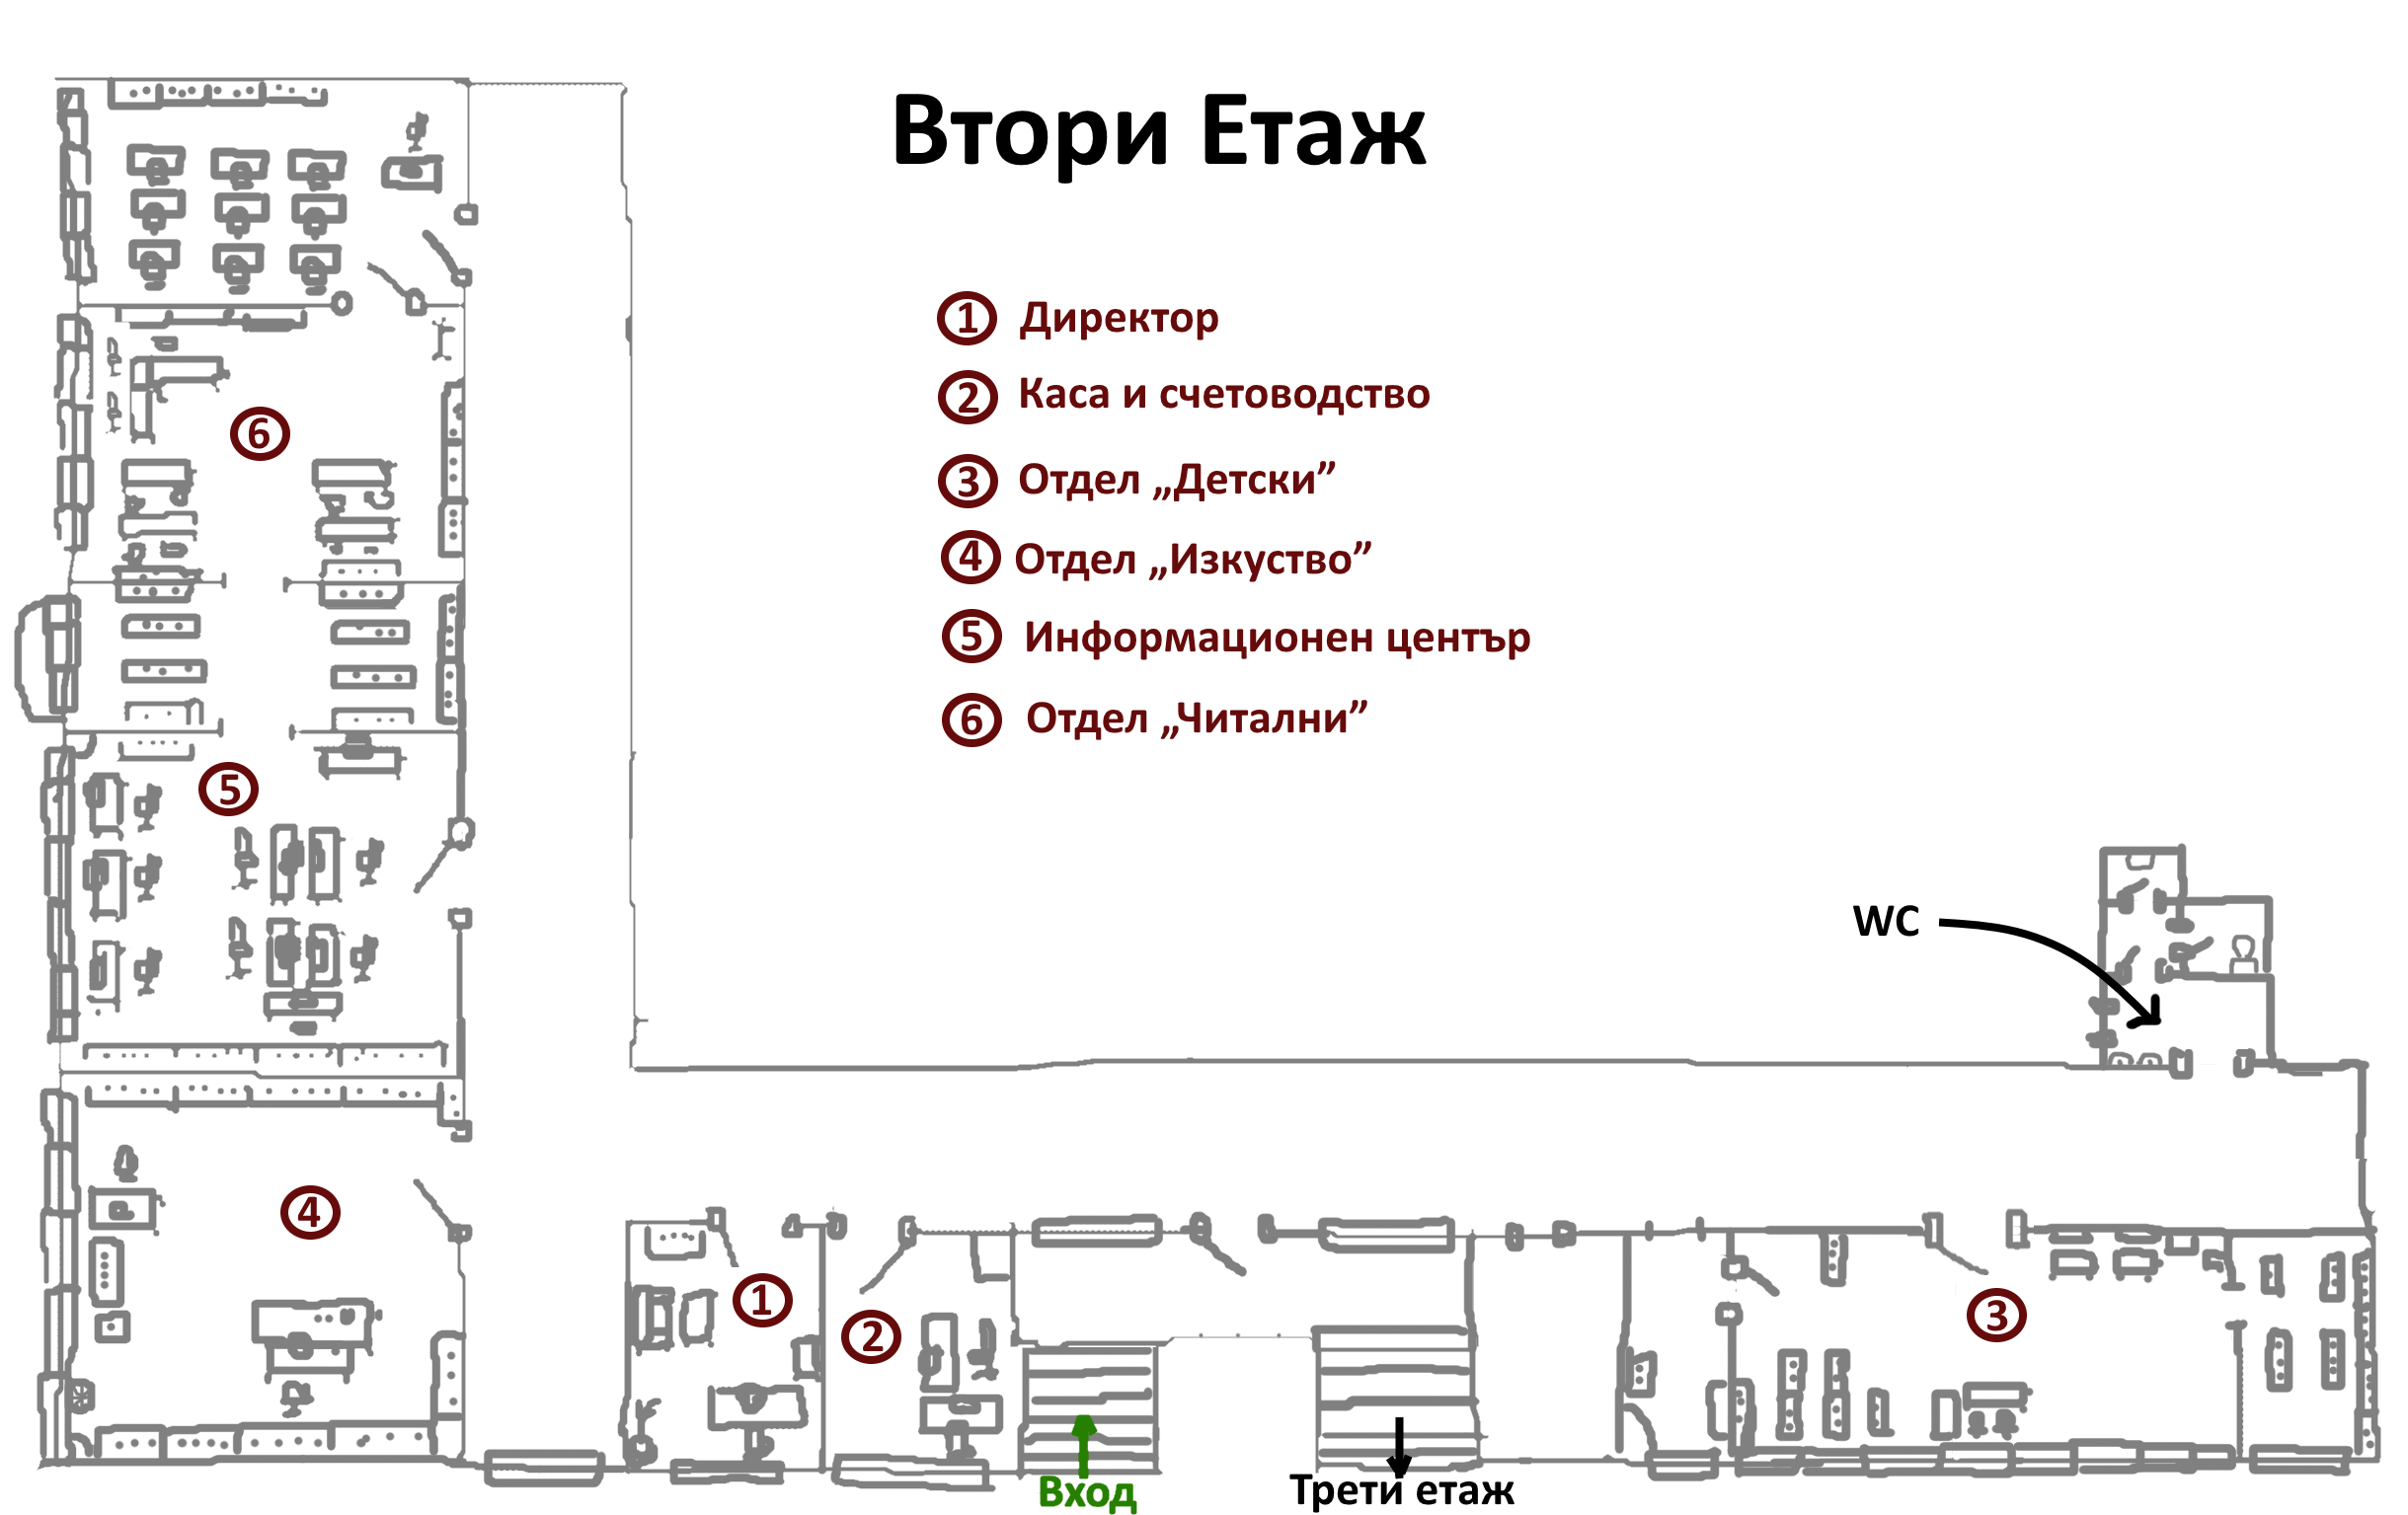 Втори Етаж
1 Директор
2 Каса и счетоводство
3 Отдел „Детски”
4 Отдел „Изкуство”
5 Информационен център
6 Отдел „Читални”
6
5
WC
4
1
2
3
Вход
Трети етаж